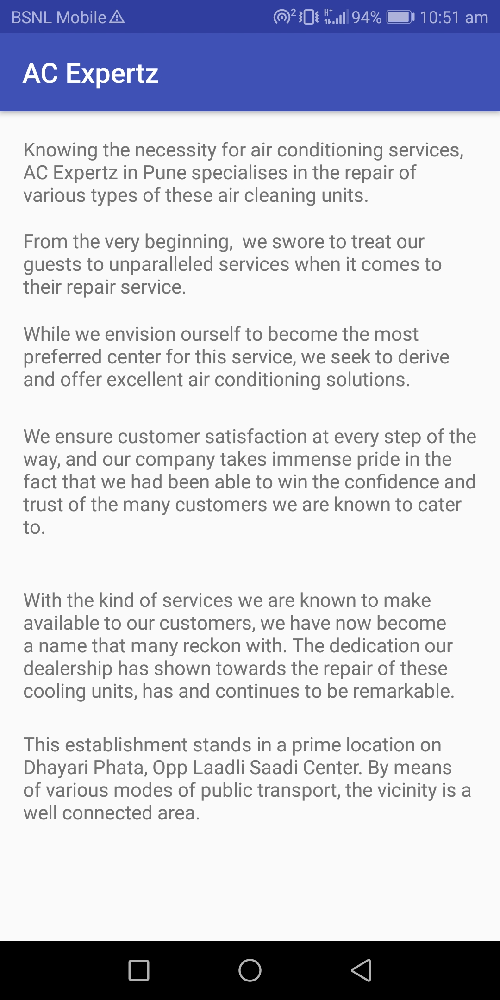 BSNL Mobile
2 H+ 94% 10:51 am
AC Expertz
Knowing the necessity for air conditioning services,
AC Expertz in Pune specialises in the repair of
various types of these air cleaning units.
From the very beginning,  we swore to treat our
guests to unparalleled services when it comes to
their repair service.
While we envision ourself to become the most
preferred center for this service, we seek to derive
and offer excellent air conditioning solutions.
We ensure customer satisfaction at every step of the
way, and our company takes immense pride in the
fact that we had been able to win the confidence and
trust of the many customers we are known to cater
to.
With the kind of services we are known to make
available to our customers, we have now become
a name that many reckon with. The dedication our
dealership has shown towards the repair of these
cooling units, has and continues to be remarkable.
This establishment stands in a prime location on
Dhayari Phata, Opp Laadli Saadi Center. By means
of various modes of public transport, the vicinity is a
well connected area.